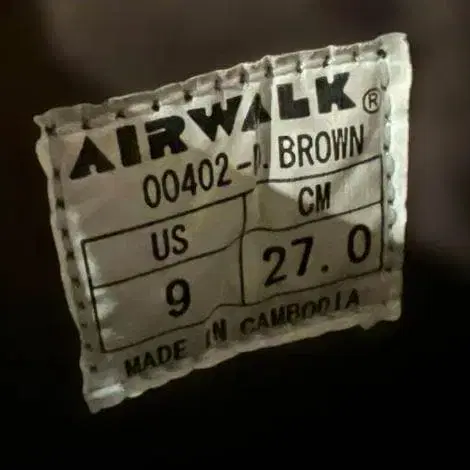 AIRWALK®
00402-D. BROWN
US CM
9 27.0
MADE IN CAMBODIA